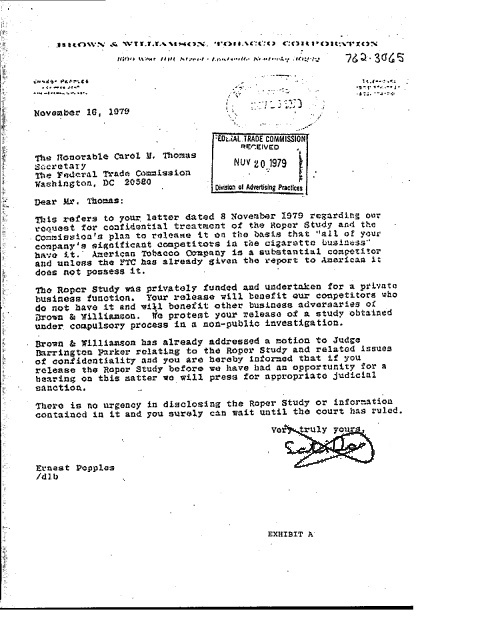 BROWN & WILLIAMSON TOBACCO CORPORATION
1600 West Hill Street - Louisville Kentucky 40212
762-3065
ERNEST PEPPLES
November 16, 1979
FEDERAL TRADE COMMISSION
RECEIVED
NOV 20 1979
Division of Advertising Practices
The Honorable Carol M. Thomas
Secretary
The Federal Trade Commission
Washington, DC 20580
Dear Mr. Thomas:
This refers to your letter dated 8 November 1979 regarding our
request for confidential treatment of the Roper Study and the
Commission's plan to release it on the basis that "all of your
company's significant competitors in the cigarette business"
have it. American Tobacco Company is a substantial competitor
and unless the FTC has already given the report to American it
does not possess it.
The Roper Study was privately funded and undertaken for a private
business function. Your release will benefit our competitors who
do not have it and will benefit other business adversaries of
Brown & Williamson. We protest your release of a study obtained
under compulsory process in a non-public investigation.
Brown & Williamson has already addressed a motion to Judge
Barrington Parker relating to the Roper Study and related issues
of confidentiality and you are hereby informed that if you
release the Roper Study before we have had an opportunity for a
hearing on this matter we will press for appropriate judicial
sanction.
There is no urgency in disclosing the Roper Study or information
contained in it and you surely can wait until the court has ruled.
Very truly yours,
Ernest Pepples
/dlb
EXHIBIT A